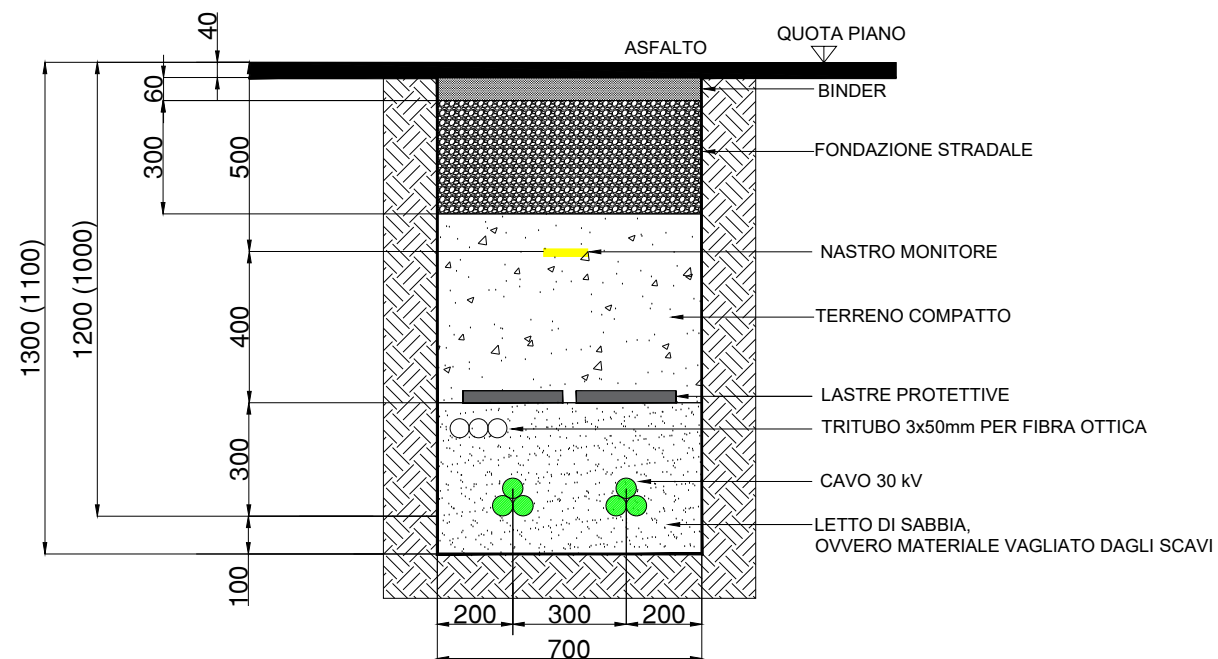 QUOTA PIANO
ASFALTO
40
60
BINDER
300
500
FONDAZIONE STRADALE
NASTRO MONITORE
1300 (1100)
1200 (1000)
400
TERRENO COMPATTO
LASTRE PROTETTIVE
TRITUBO 3x50mm PER FIBRA OTTICA
300
CAVO 30 kV
LETTO DI SABBIA,
OVVERO MATERIALE VAGLIATO DAGLI SCAVI
100
200 300 200
700